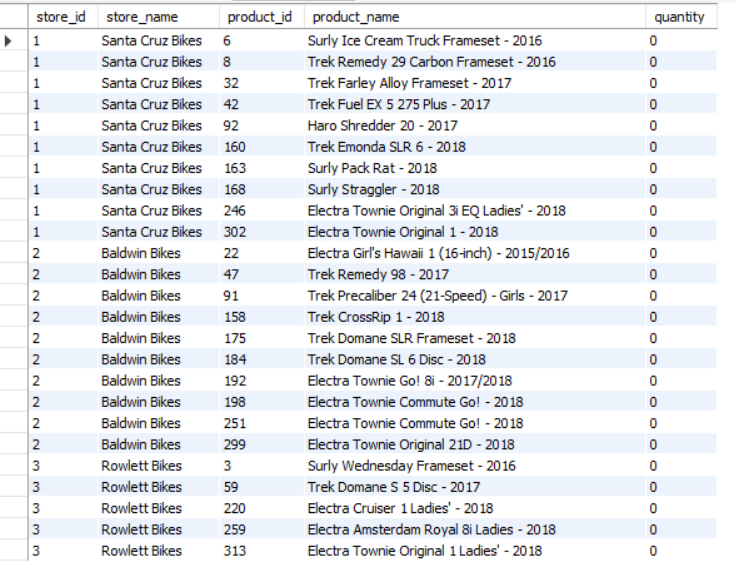 store_id store_name product_id product_name quantity
1 Santa Cruz Bikes 6 Surly Ice Cream Truck Frameset - 2016 0
1 Santa Cruz Bikes 8 Trek Remedy 29 Carbon Frameset - 2016 0
1 Santa Cruz Bikes 32 Trek Farley Alloy Frameset - 2017 0
1 Santa Cruz Bikes 42 Trek Fuel EX 5 275 Plus - 2017 0
1 Santa Cruz Bikes 92 Haro Shredder 20 - 2017 0
1 Santa Cruz Bikes 160 Trek Emonda SLR 6 - 2018 0
1 Santa Cruz Bikes 163 Surly Pack Rat - 2018 0
1 Santa Cruz Bikes 168 Surly Straggler - 2018 0
1 Santa Cruz Bikes 246 Electra Townie Original 3i EQ Ladies' - 2018 0
1 Santa Cruz Bikes 302 Electra Townie Original 1 - 2018 0
2 Baldwin Bikes 22 Electra Girl's Hawaii 1 (16-inch) - 2015/2016 0
2 Baldwin Bikes 47 Trek Remedy 98 - 2017 0
2 Baldwin Bikes 91 Trek Precaliber 24 (21-Speed) - Girls - 2017 0
2 Baldwin Bikes 158 Trek CrossRip 1 - 2018 0
2 Baldwin Bikes 175 Trek Domane SLR Frameset - 2018 0
2 Baldwin Bikes 184 Trek Domane SL 6 Disc - 2018 0
2 Baldwin Bikes 192 Electra Townie Go! 8i - 2017/2018 0
2 Baldwin Bikes 198 Electra Townie Commute Go! - 2018 0
2 Baldwin Bikes 251 Electra Townie Commute Go! - 2018 0
2 Baldwin Bikes 299 Electra Townie Original 21D - 2018 0
3 Rowlett Bikes 3 Surly Wednesday Frameset - 2016 0
3 Rowlett Bikes 59 Trek Domane S 5 Disc - 2017 0
3 Rowlett Bikes 220 Electra Cruiser 1 Ladies' - 2018 0
3 Rowlett Bikes 259 Electra Amsterdam Royal 8i Ladies - 2018 0
3 Rowlett Bikes 313 Electra Townie Original 1 Ladies' - 2018 0